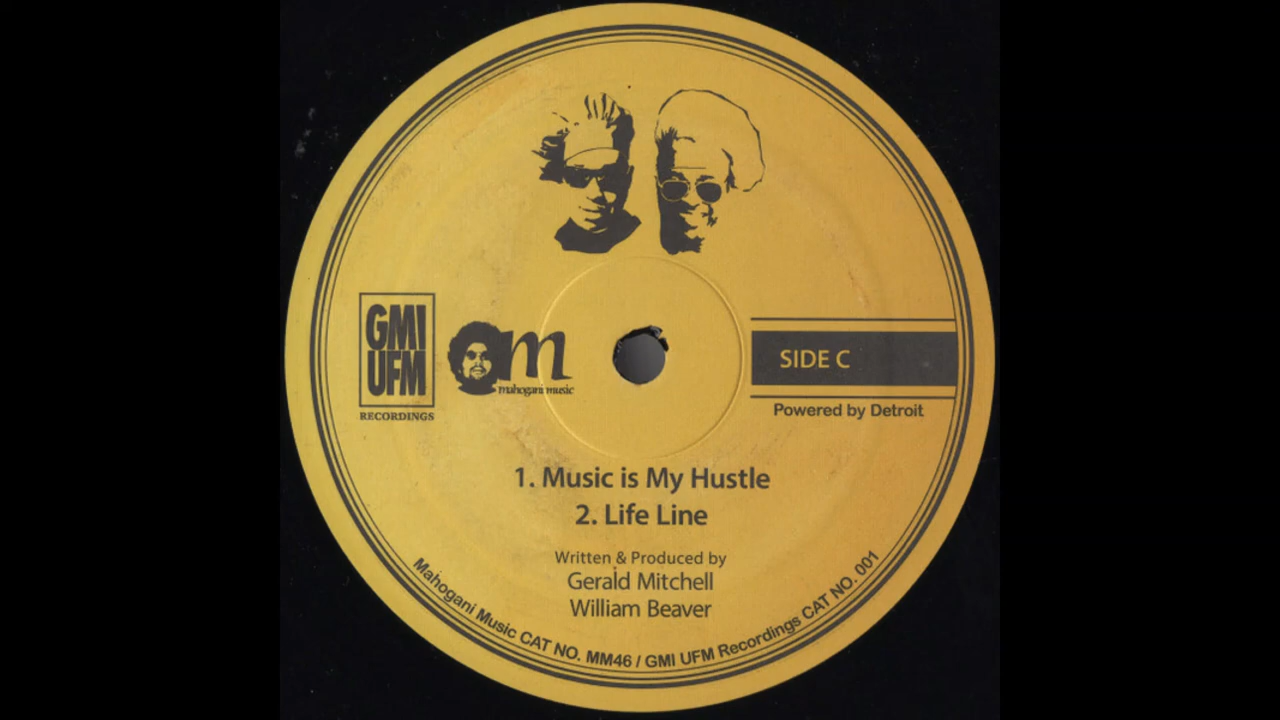 GMI
UFM
RECORDINGS
m
mahogani music
SIDE C
Powered by Detroit
1. Music is My Hustle
2. Life Line
Written & Produced by
Gerald Mitchell
William Beaver
Mahogani Music CAT NO. MM46 / GMI UFM Recordings CAT NO. 001